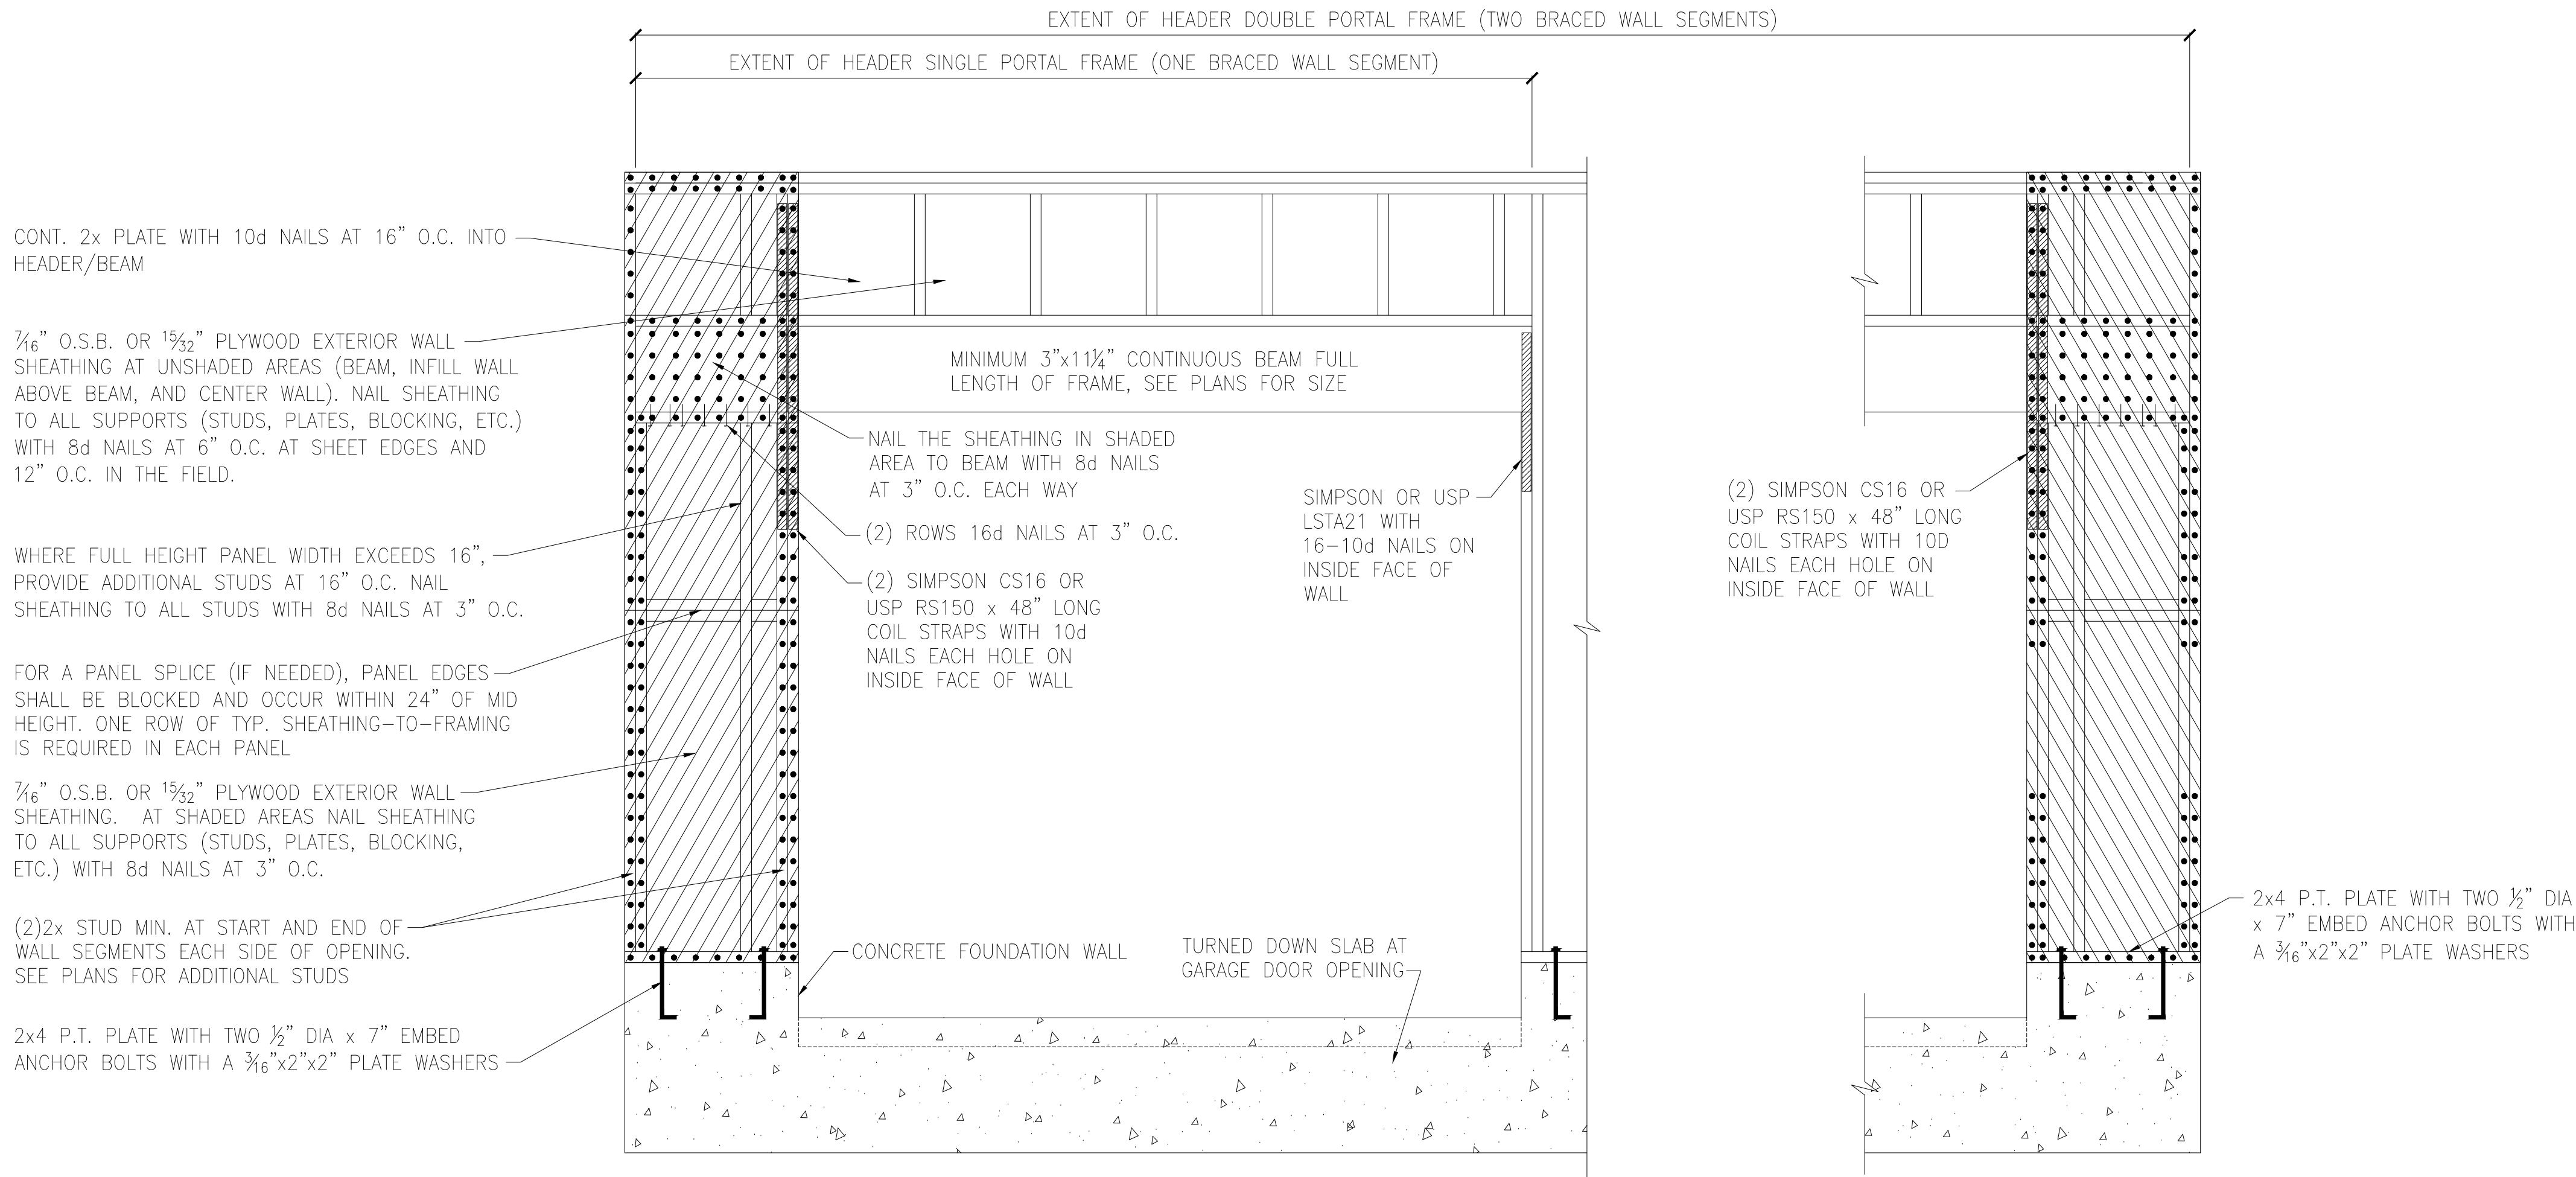 EXTENT OF HEADER DOUBLE PORTAL FRAME (TWO BRACED WALL SEGMENTS)
EXTENT OF HEADER SINGLE PORTAL FRAME (ONE BRACED WALL SEGMENT)
CONT. 2x PLATE WITH 10d NAILS AT 16" O.C. INTO
HEADER/BEAM
7/16" O.S.B. OR 15/32" PLYWOOD EXTERIOR WALL
SHEATHING AT UNSHADED AREAS (BEAM, INFILL WALL
ABOVE BEAM, AND CENTER WALL). NAIL SHEATHING
TO ALL SUPPORTS (STUDS, PLATES, BLOCKING, ETC.)
WITH 8d NAILS AT 6" O.C. AT SHEET EDGES AND
12" O.C. IN THE FIELD.
WHERE FULL HEIGHT PANEL WIDTH EXCEEDS 16",
PROVIDE ADDITIONAL STUDS AT 16" O.C. NAIL
SHEATHING TO ALL STUDS WITH 8d NAILS AT 3" O.C.
FOR A PANEL SPLICE (IF NEEDED), PANEL EDGES
SHALL BE BLOCKED AND OCCUR WITHIN 24" OF MID
HEIGHT. ONE ROW OF TYP. SHEATHING-TO-FRAMING
IS REQUIRED IN EACH PANEL
7/16" O.S.B. OR 15/32" PLYWOOD EXTERIOR WALL
SHEATHING. AT SHADED AREAS NAIL SHEATHING
TO ALL SUPPORTS (STUDS, PLATES, BLOCKING,
ETC.) WITH 8d NAILS AT 3" O.C.
(2)2x STUD MIN. AT START AND END OF
WALL SEGMENTS EACH SIDE OF OPENING.
SEE PLANS FOR ADDITIONAL STUDS
2x4 P.T. PLATE WITH TWO 1/2" DIA x 7" EMBED
ANCHOR BOLTS WITH A 3/16"x2"x2" PLATE WASHERS
MINIMUM 3"x11 1/4" CONTINUOUS BEAM FULL
LENGTH OF FRAME, SEE PLANS FOR SIZE
NAIL THE SHEATHING IN SHADED
AREA TO BEAM WITH 8d NAILS
AT 3" O.C. EACH WAY
(2) ROWS 16d NAILS AT 3" O.C.
(2) SIMPSON CS16 OR
USP RS150 x 48" LONG
COIL STRAPS WITH 10d
NAILS EACH HOLE ON
INSIDE FACE OF WALL
SIMPSON OR USP
LSTA21 WITH
16-10d NAILS ON
INSIDE FACE OF
WALL
CONCRETE FOUNDATION WALL
TURNED DOWN SLAB AT
GARAGE DOOR OPENING
(2) SIMPSON CS16 OR
USP RS150 x 48" LONG
COIL STRAPS WITH 10D
NAILS EACH HOLE ON
INSIDE FACE OF WALL
2x4 P.T. PLATE WITH TWO 1/2" DIA
x 7" EMBED ANCHOR BOLTS WITH
A 3/16"x2"x2" PLATE WASHERS